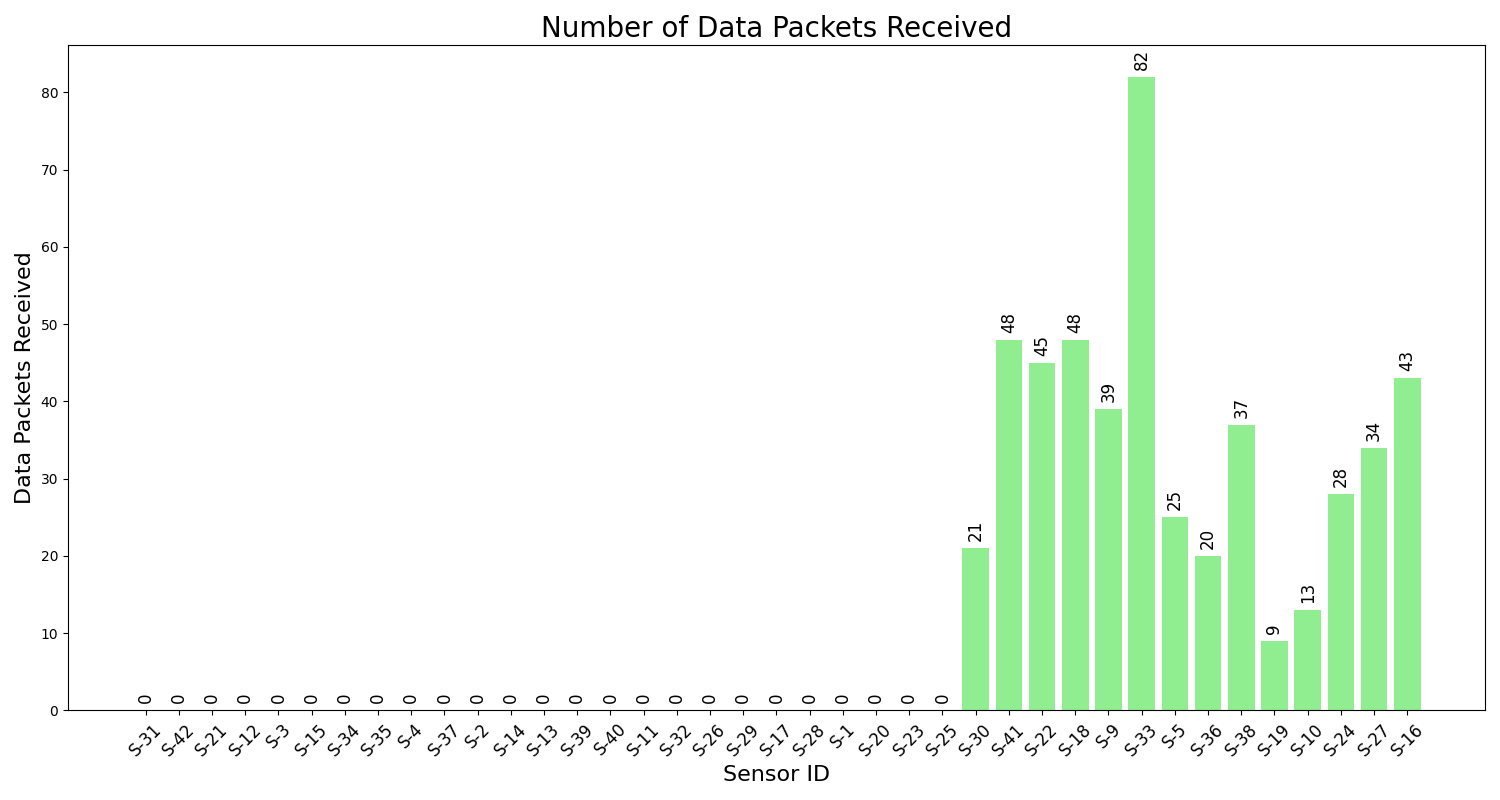 Number of Data Packets Received
Data Packets Received
80
70
60
50
40
30
20
10
0
0 0 0 0 0 0 0 0 0 0 0 0 0 0 0 0 0 0 0 0 0 0 0 0 0 21 48 45 48 39 82 25 20 37 9 13 28 34 43
S-31 S-42 S-21 S-12 S-3 S-15 S-34 S-35 S-4 S-37 S-2 S-14 S-13 S-39 S-40 S-11 S-32 S-26 S-29 S-17 S-28 S-1 S-20 S-23 S-25 S-30 S-41 S-22 S-18 S-9 S-33 S-5 S-36 S-38 S-19 S-10 S-24 S-27 S-16
Sensor ID